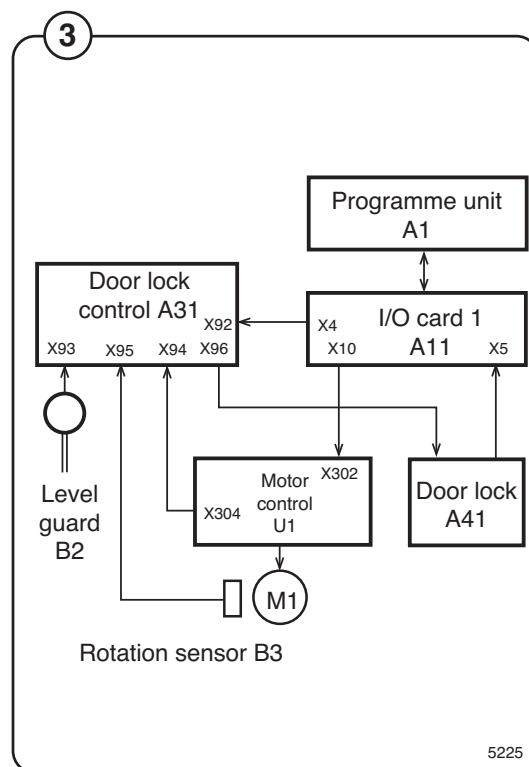 3
Programme unit
A1
Door lock
control A31
X92
X93
X95
X94
X96
X4
I/O card 1
X10
A11
X5
Level
guard
B2
X302
Motor
control
U1
X304
Door lock
A41
M1
Rotation sensor B3
5225